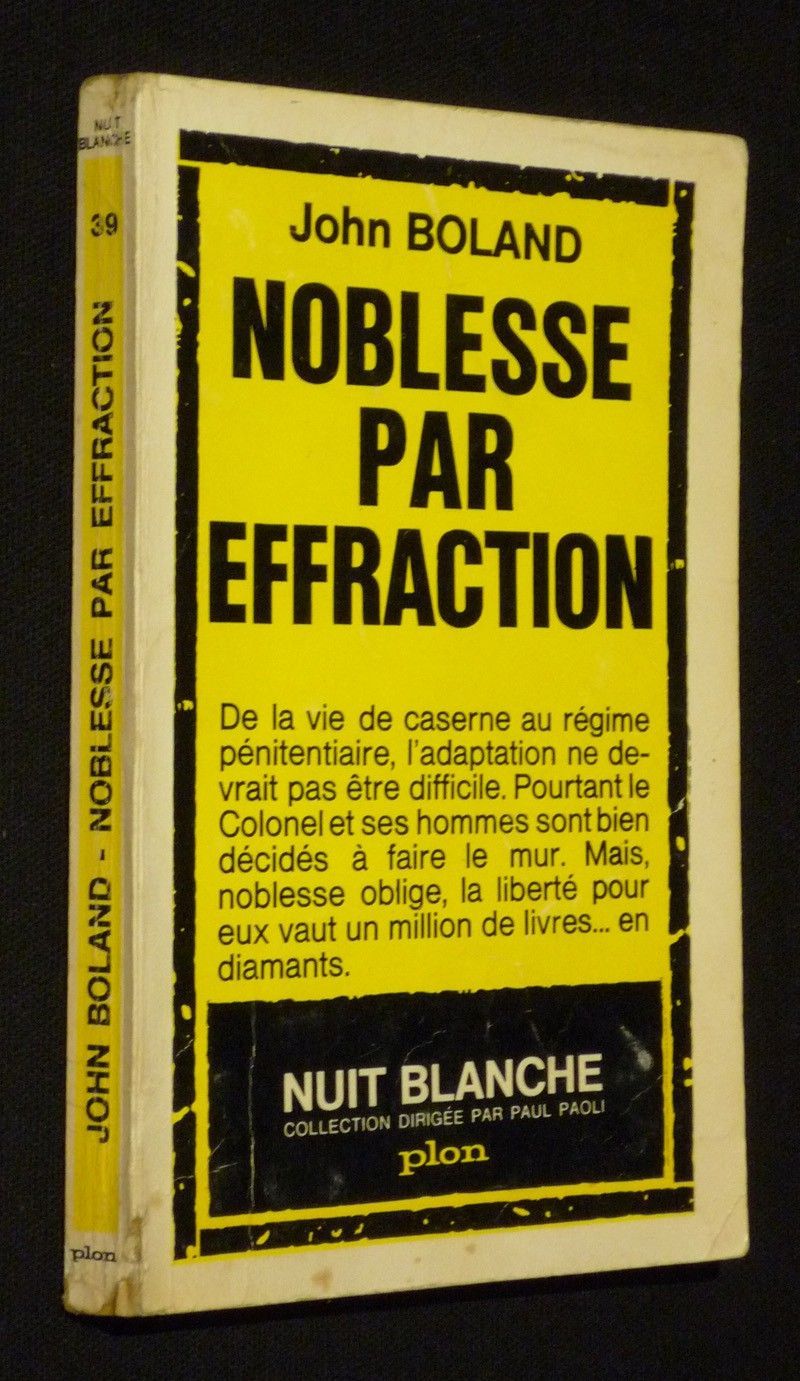 NUIT
BLANCHE
39
JOHN BOLAND - NOBLESSE PAR EFFRACTION
plon
John BOLAND
NOBLESSE
PAR
EFFRACTION
De la vie de caserne au régime
pénitentiaire, l'adaptation ne de-
vrait pas être difficile. Pourtant le
Colonel et ses hommes sont bien
décidés à faire le mur. Mais,
noblesse oblige, la liberté pour
eux vaut un million de livres... en
diamants.
NUIT BLANCHE
COLLECTION DIRIGÉE PAR PAUL PAOLI
plon